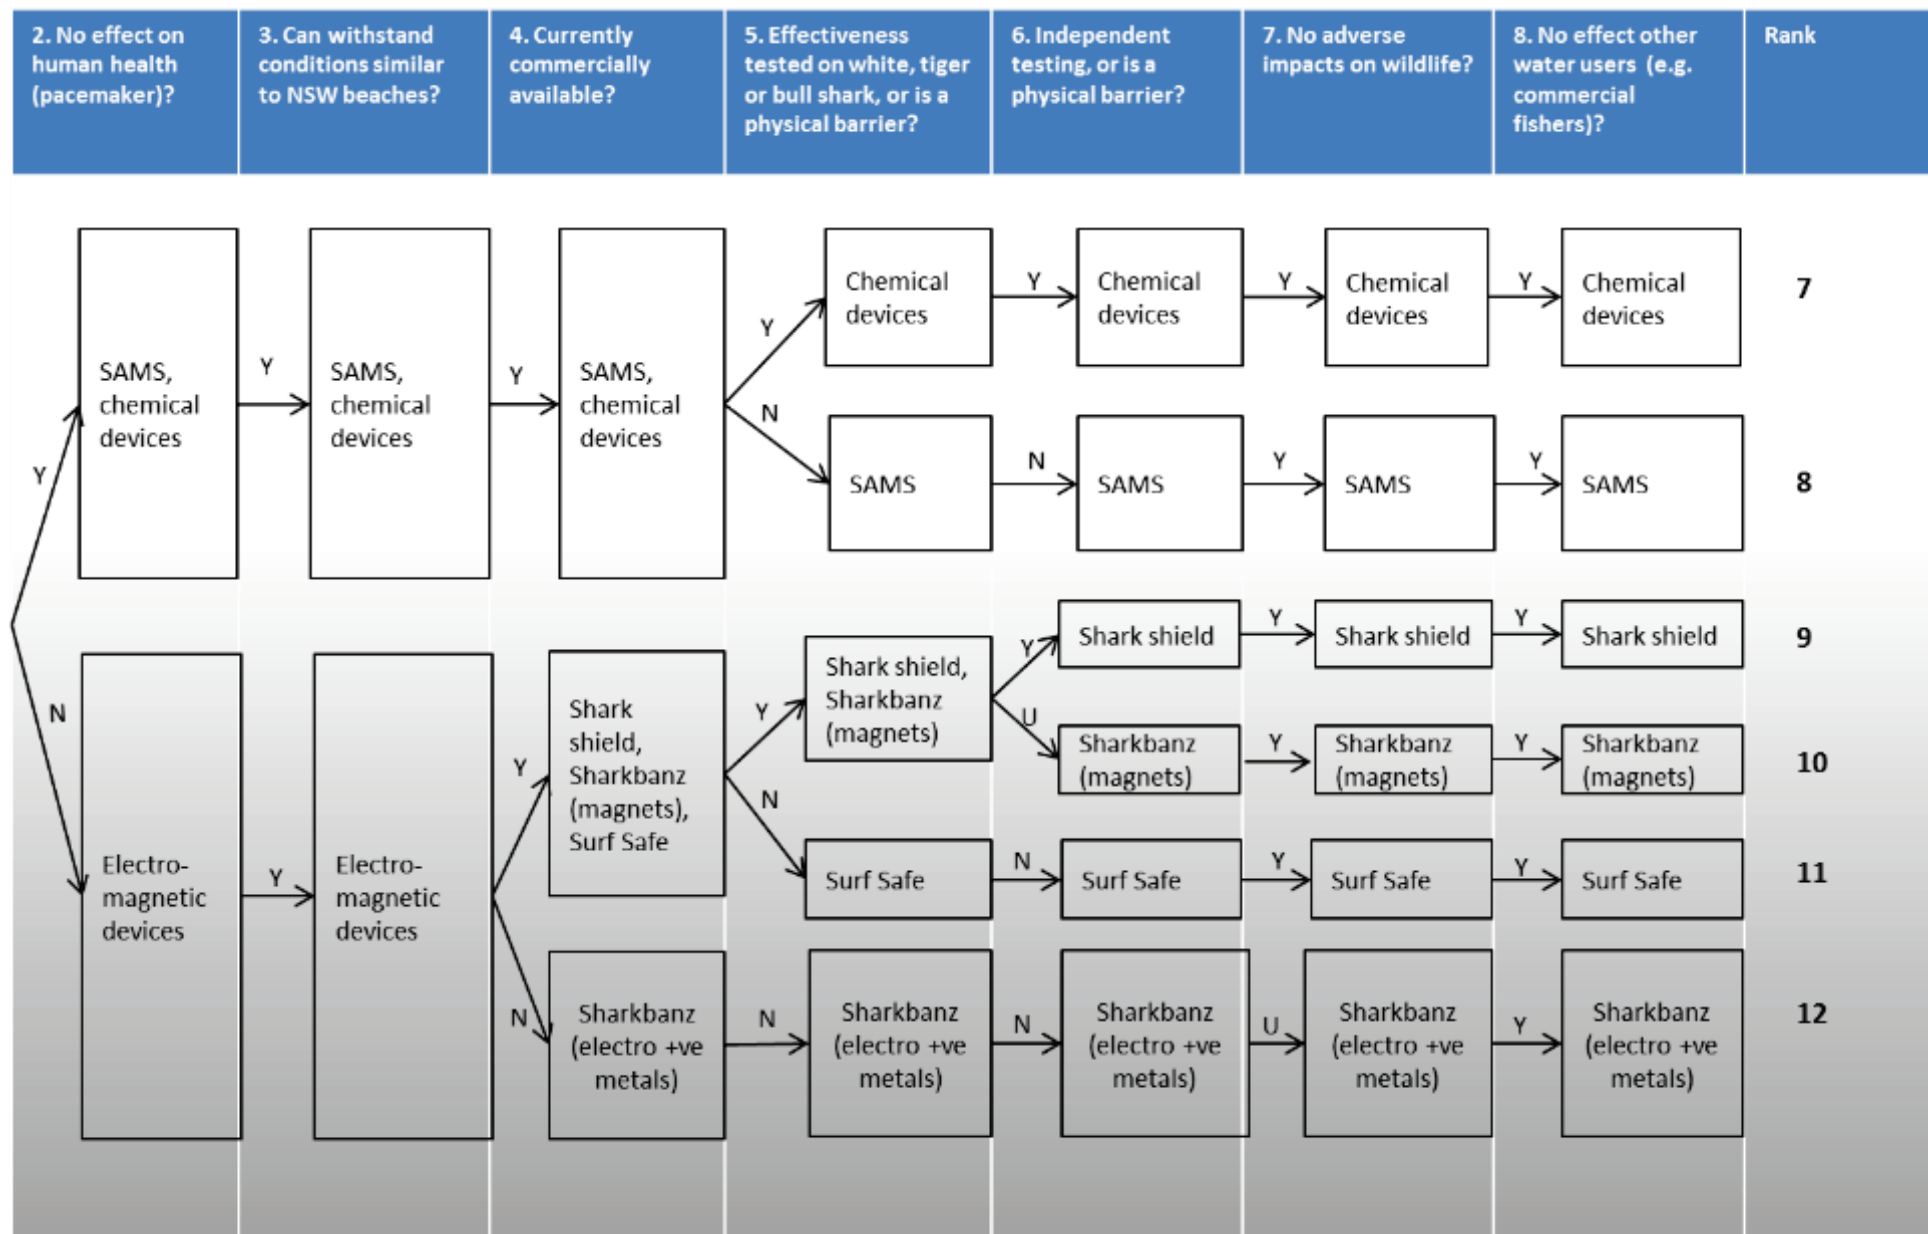 2. No effect on
human health
(pacemaker)?
3. Can withstand
conditions similar
to NSW beaches?
4. Currently
commercially
available?
5. Effectiveness
tested on white, tiger
or bull shark, or is a
physical barrier?
6. Independent
testing, or is a
physical barrier?
7. No adverse
impacts on wildlife?
8. No effect other
water users (e.g.
commercial
fishers)?
Rank
Y
SAMS,
chemical
devices
Y
SAMS,
chemical
devices
Y
SAMS,
chemical
devices
Y
Chemical
devices
Y
Chemical
devices
Y
Chemical
devices
Y
Chemical
devices
7
N
SAMS
N
SAMS
Y
SAMS
Y
SAMS
8
N
Electro-
magnetic
devices
Y
Electro-
magnetic
devices
Y
Shark
shield,
Sharkbanz
(magnets),
Surf Safe
Y
Shark shield,
Sharkbanz
(magnets)
Y
Shark shield
Y
Shark shield
Y
Shark shield
9
U
Sharkbanz
(magnets)
Y
Sharkbanz
(magnets)
Y
Sharkbanz
(magnets)
10
N
Surf Safe
N
Surf Safe
Y
Surf Safe
Y
Surf Safe
11
N
Sharkbanz
(electro +ve
metals)
N
Sharkbanz
(electro +ve
metals)
N
Sharkbanz
(electro +ve
metals)
U
Sharkbanz
(electro +ve
metals)
Y
Sharkbanz
(electro +ve
metals)
12